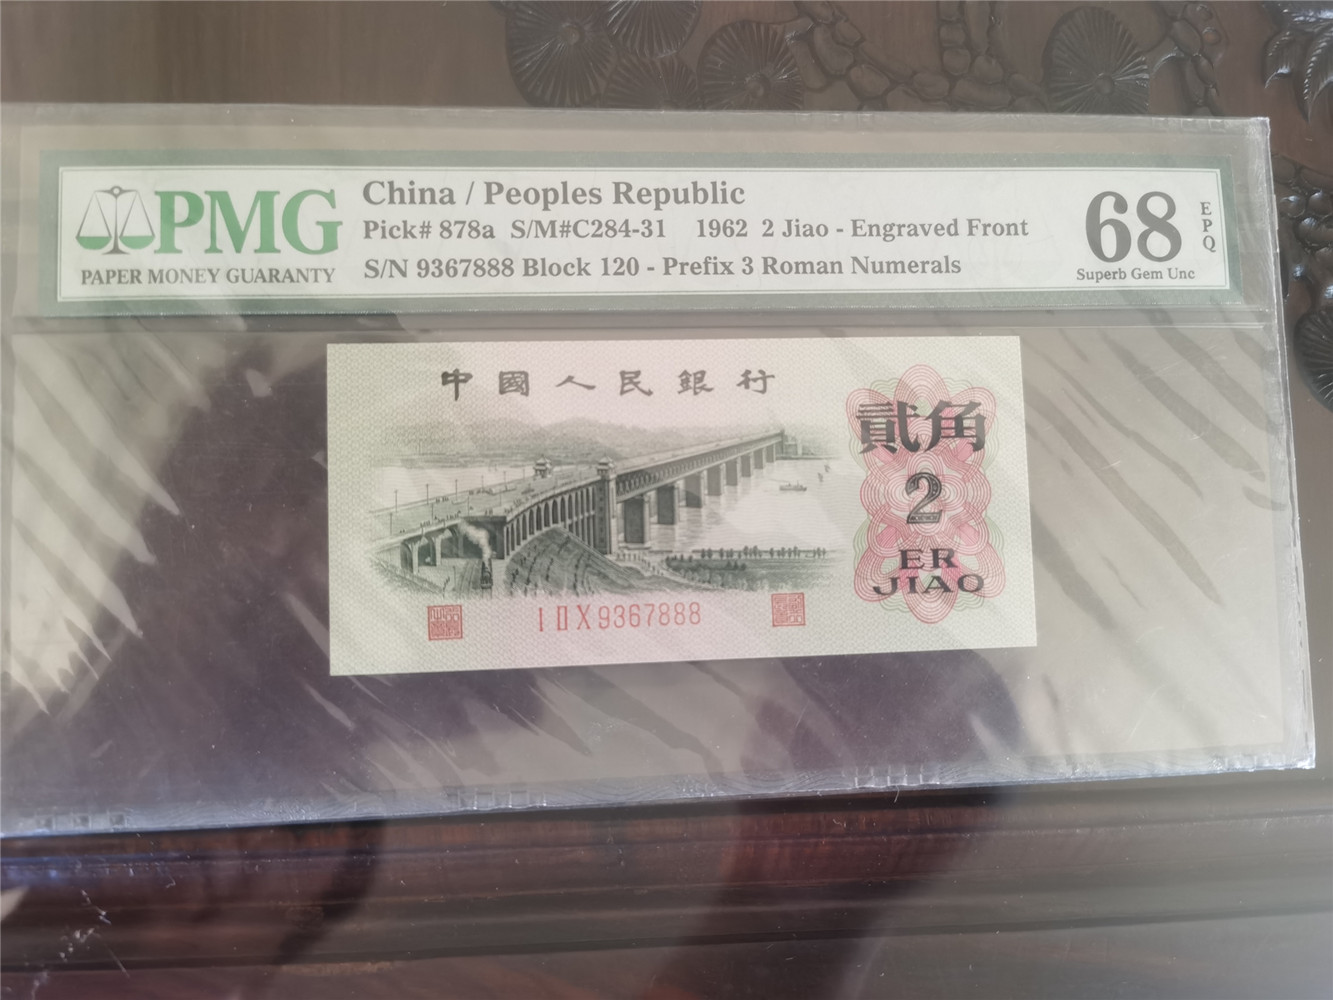 PMG
PAPER MONEY GUARANTY
China / Peoples Republic
Pick# 878a S/M#C284-31 1962 2 Jiao - Engraved Front
S/N 9367888 Block 120 - Prefix 3 Roman Numerals
68
EPQ
Superb Gem Unc
中國人民銀行
貳角
2
ER
JIAO
I II X 9367888